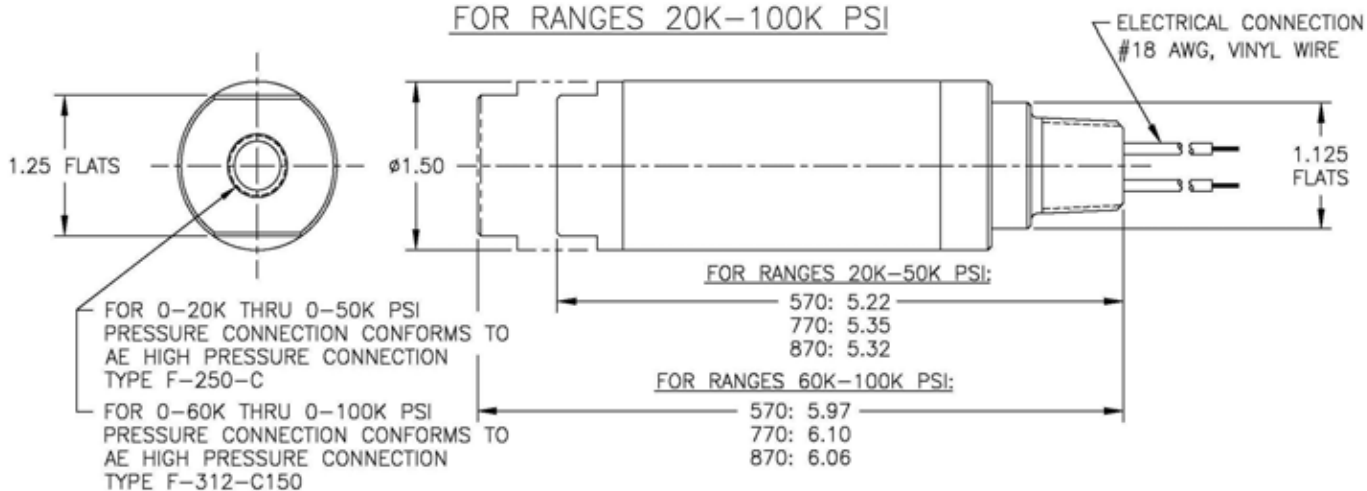 FOR RANGES 20K-100K PSI
ELECTRICAL CONNECTION
#18 AWG, VINYL WIRE
1.25 FLATS
⌀1.50
1.125
FLATS
FOR RANGES 20K-50K PSI:
570: 5.22
770: 5.35
870: 5.32
FOR RANGES 60K-100K PSI:
570: 5.97
770: 6.10
870: 6.06
FOR 0-20K THRU 0-50K PSI
PRESSURE CONNECTION CONFORMS TO
AE HIGH PRESSURE CONNECTION
TYPE F-250-C
FOR 0-60K THRU 0-100K PSI
PRESSURE CONNECTION CONFORMS TO
AE HIGH PRESSURE CONNECTION
TYPE F-312-C150